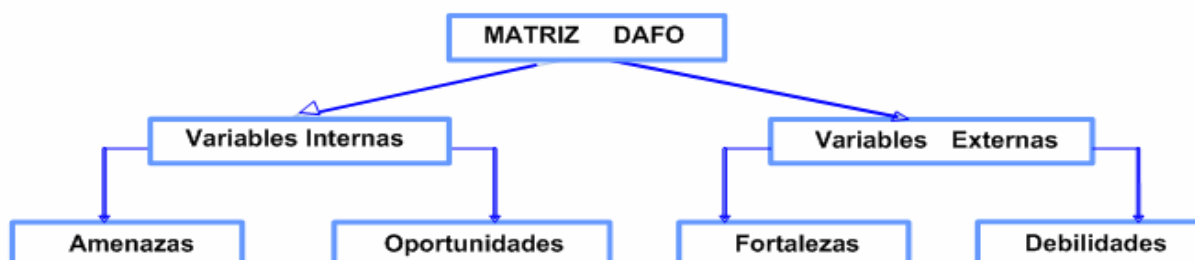 MATRIZ DAFO
Variables Internas
Variables Externas
Amenazas
Oportunidades
Fortalezas
Debilidades